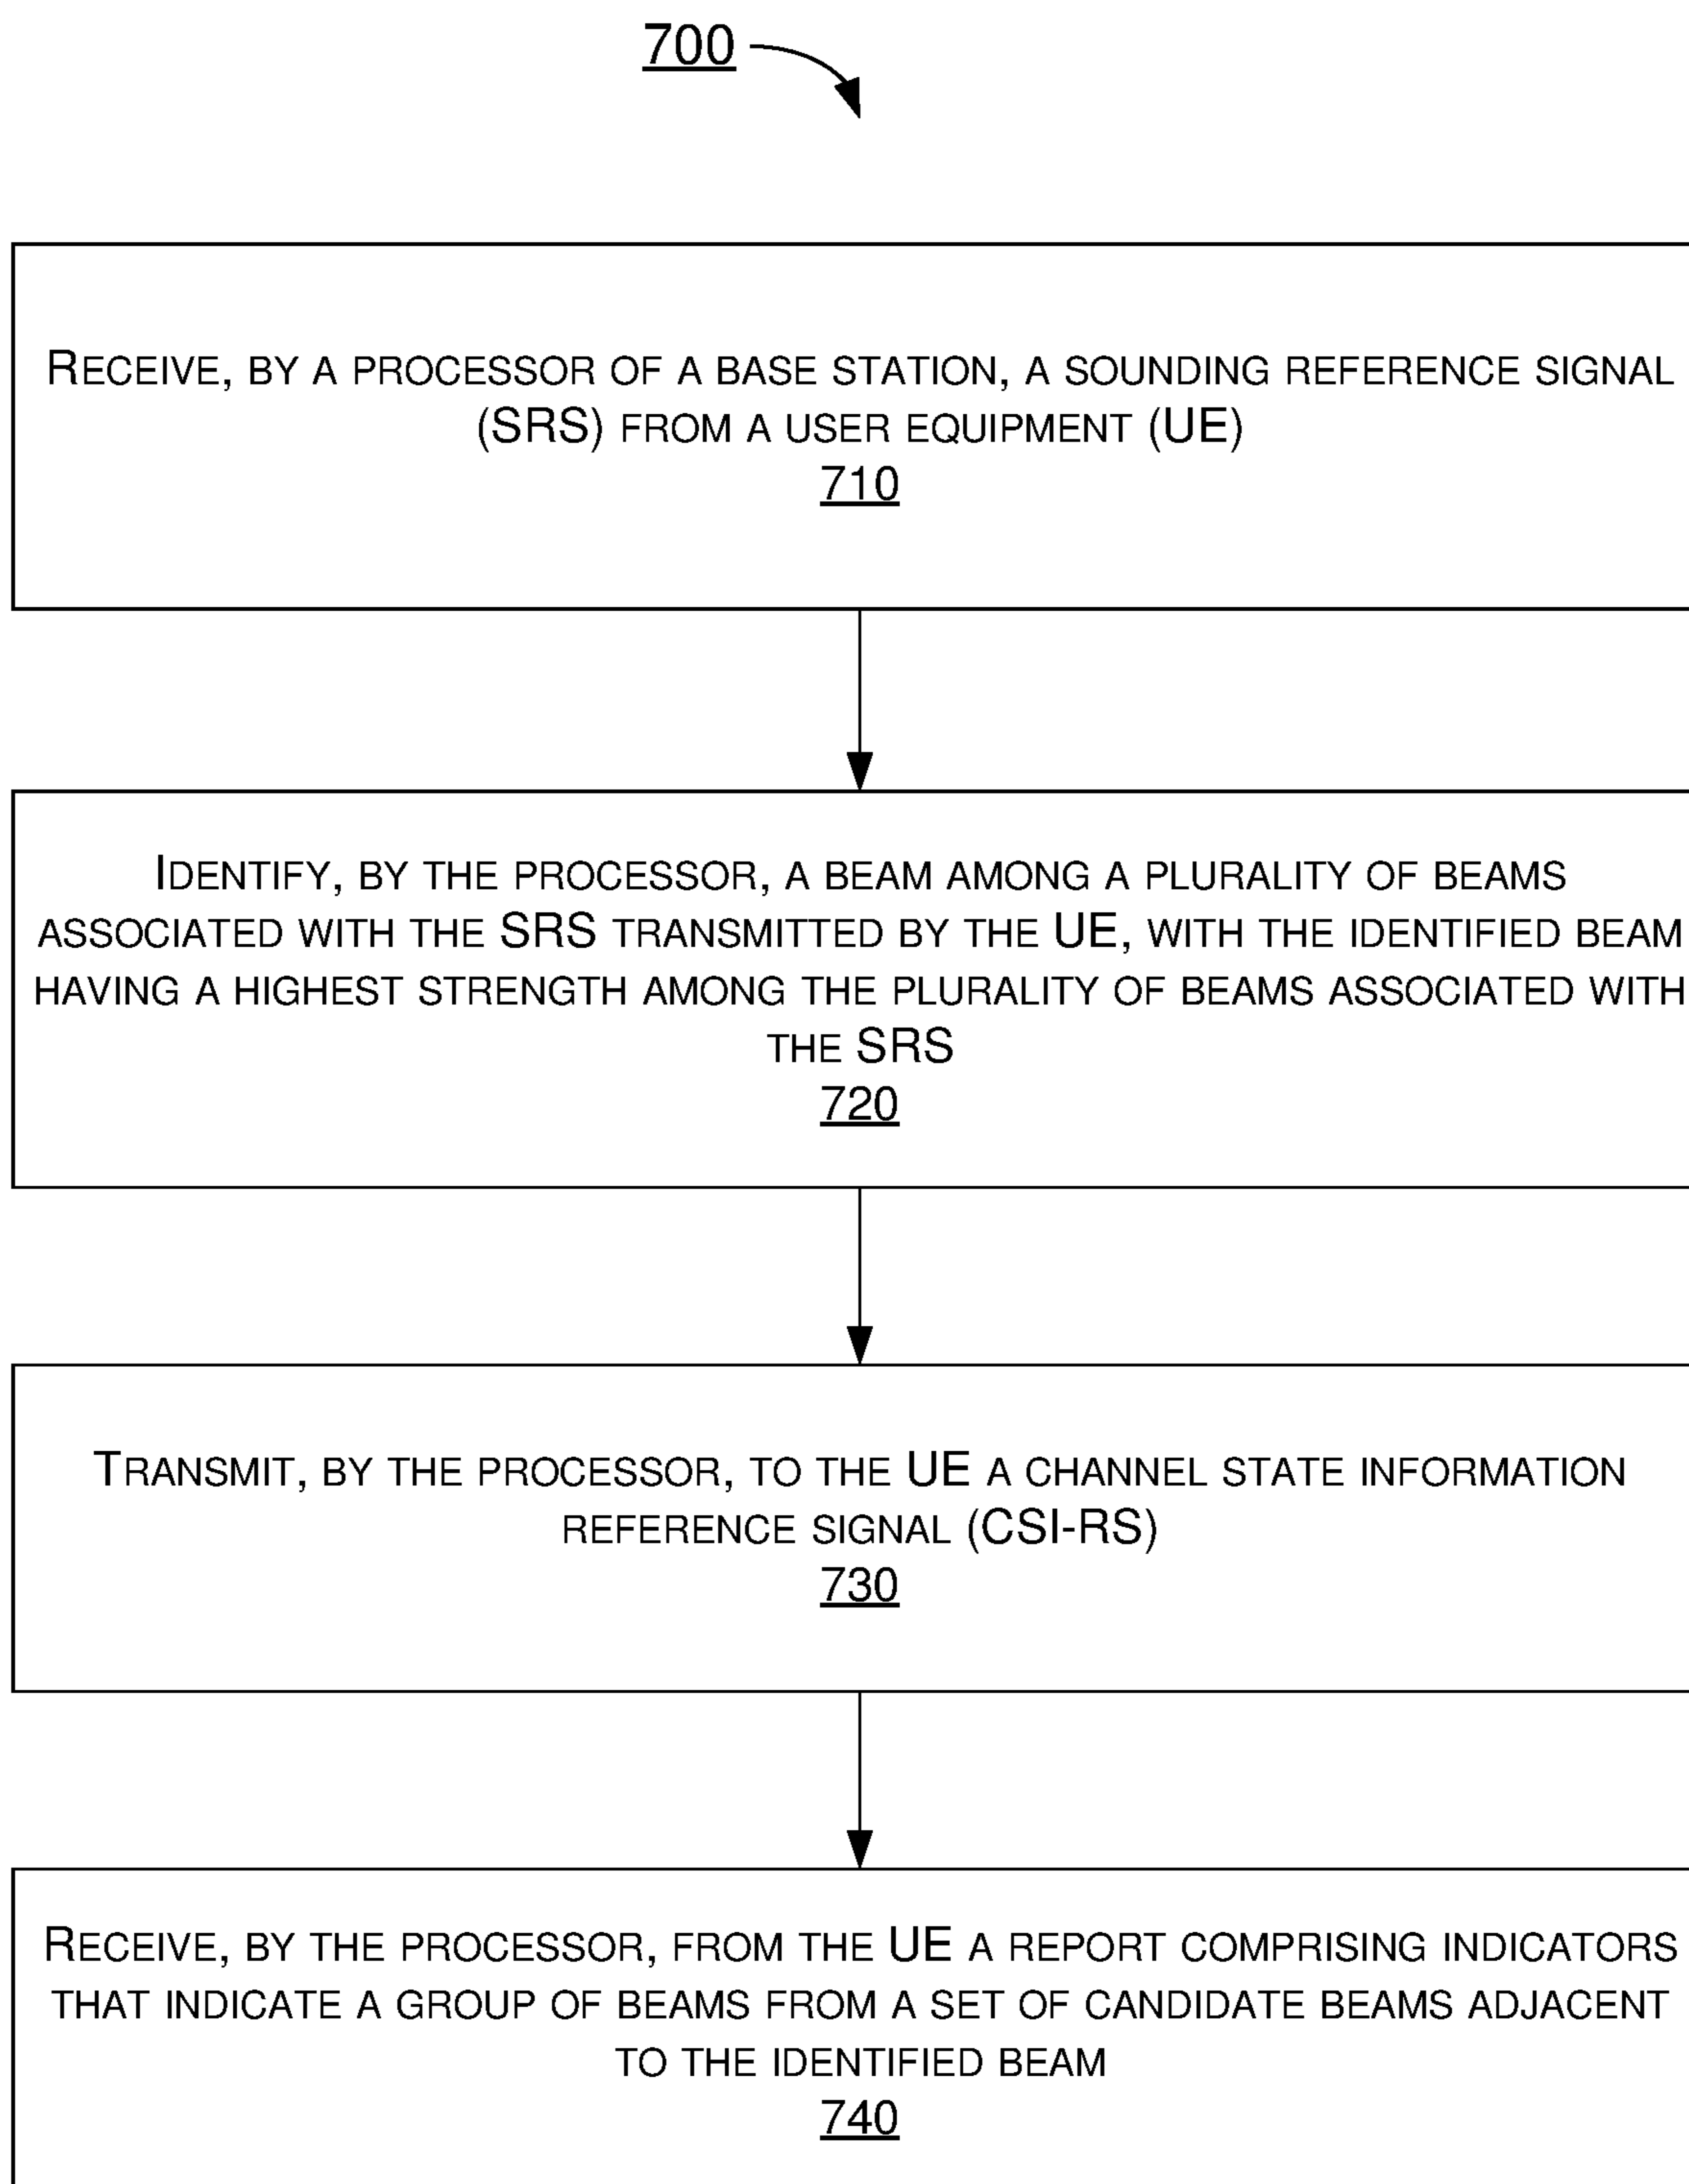 700
RECEIVE, BY A PROCESSOR OF A BASE STATION, A SOUNDING REFERENCE SIGNAL
(SRS) FROM A USER EQUIPMENT (UE)
710
IDENTIFY, BY THE PROCESSOR, A BEAM AMONG A PLURALITY OF BEAMS
ASSOCIATED WITH THE SRS TRANSMITTED BY THE UE, WITH THE IDENTIFIED BEAM
HAVING A HIGHEST STRENGTH AMONG THE PLURALITY OF BEAMS ASSOCIATED WITH
THE SRS
720
TRANSMIT, BY THE PROCESSOR, TO THE UE A CHANNEL STATE INFORMATION
REFERENCE SIGNAL (CSI-RS)
730
RECEIVE, BY THE PROCESSOR, FROM THE UE A REPORT COMPRISING INDICATORS
THAT INDICATE A GROUP OF BEAMS FROM A SET OF CANDIDATE BEAMS ADJACENT
TO THE IDENTIFIED BEAM
740